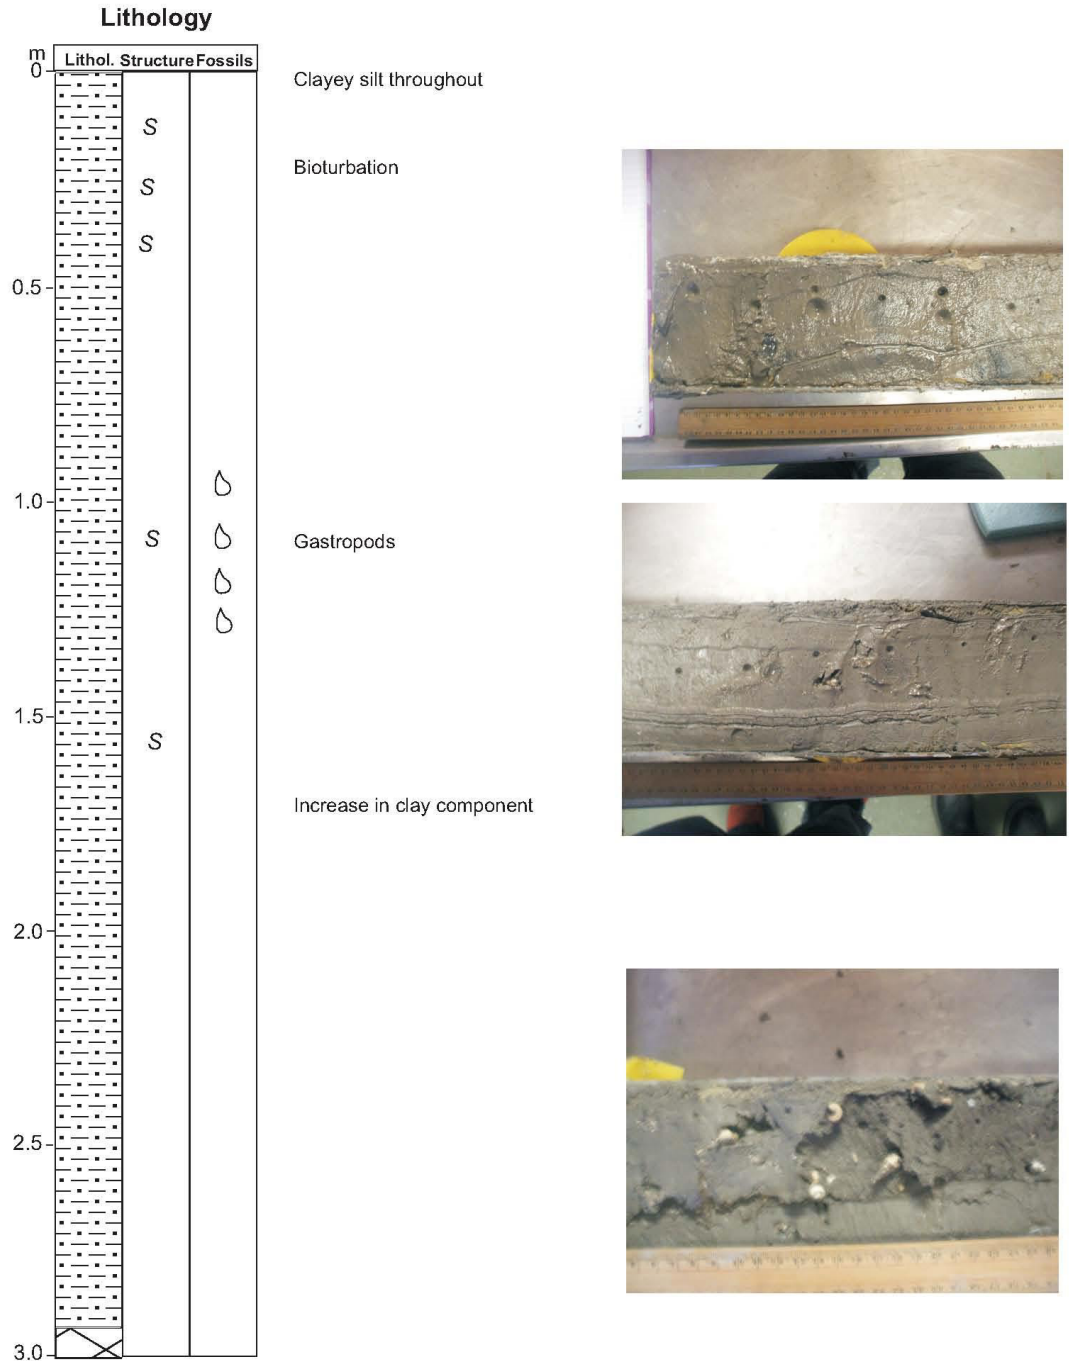 Lithology
m
Lithol. Structure Fossils
0
Clayey silt throughout
S
Bioturbation
S
S
0.5
1.0
S
Gastropods
1.5
S
Increase in clay component
2.0
2.5
3.0